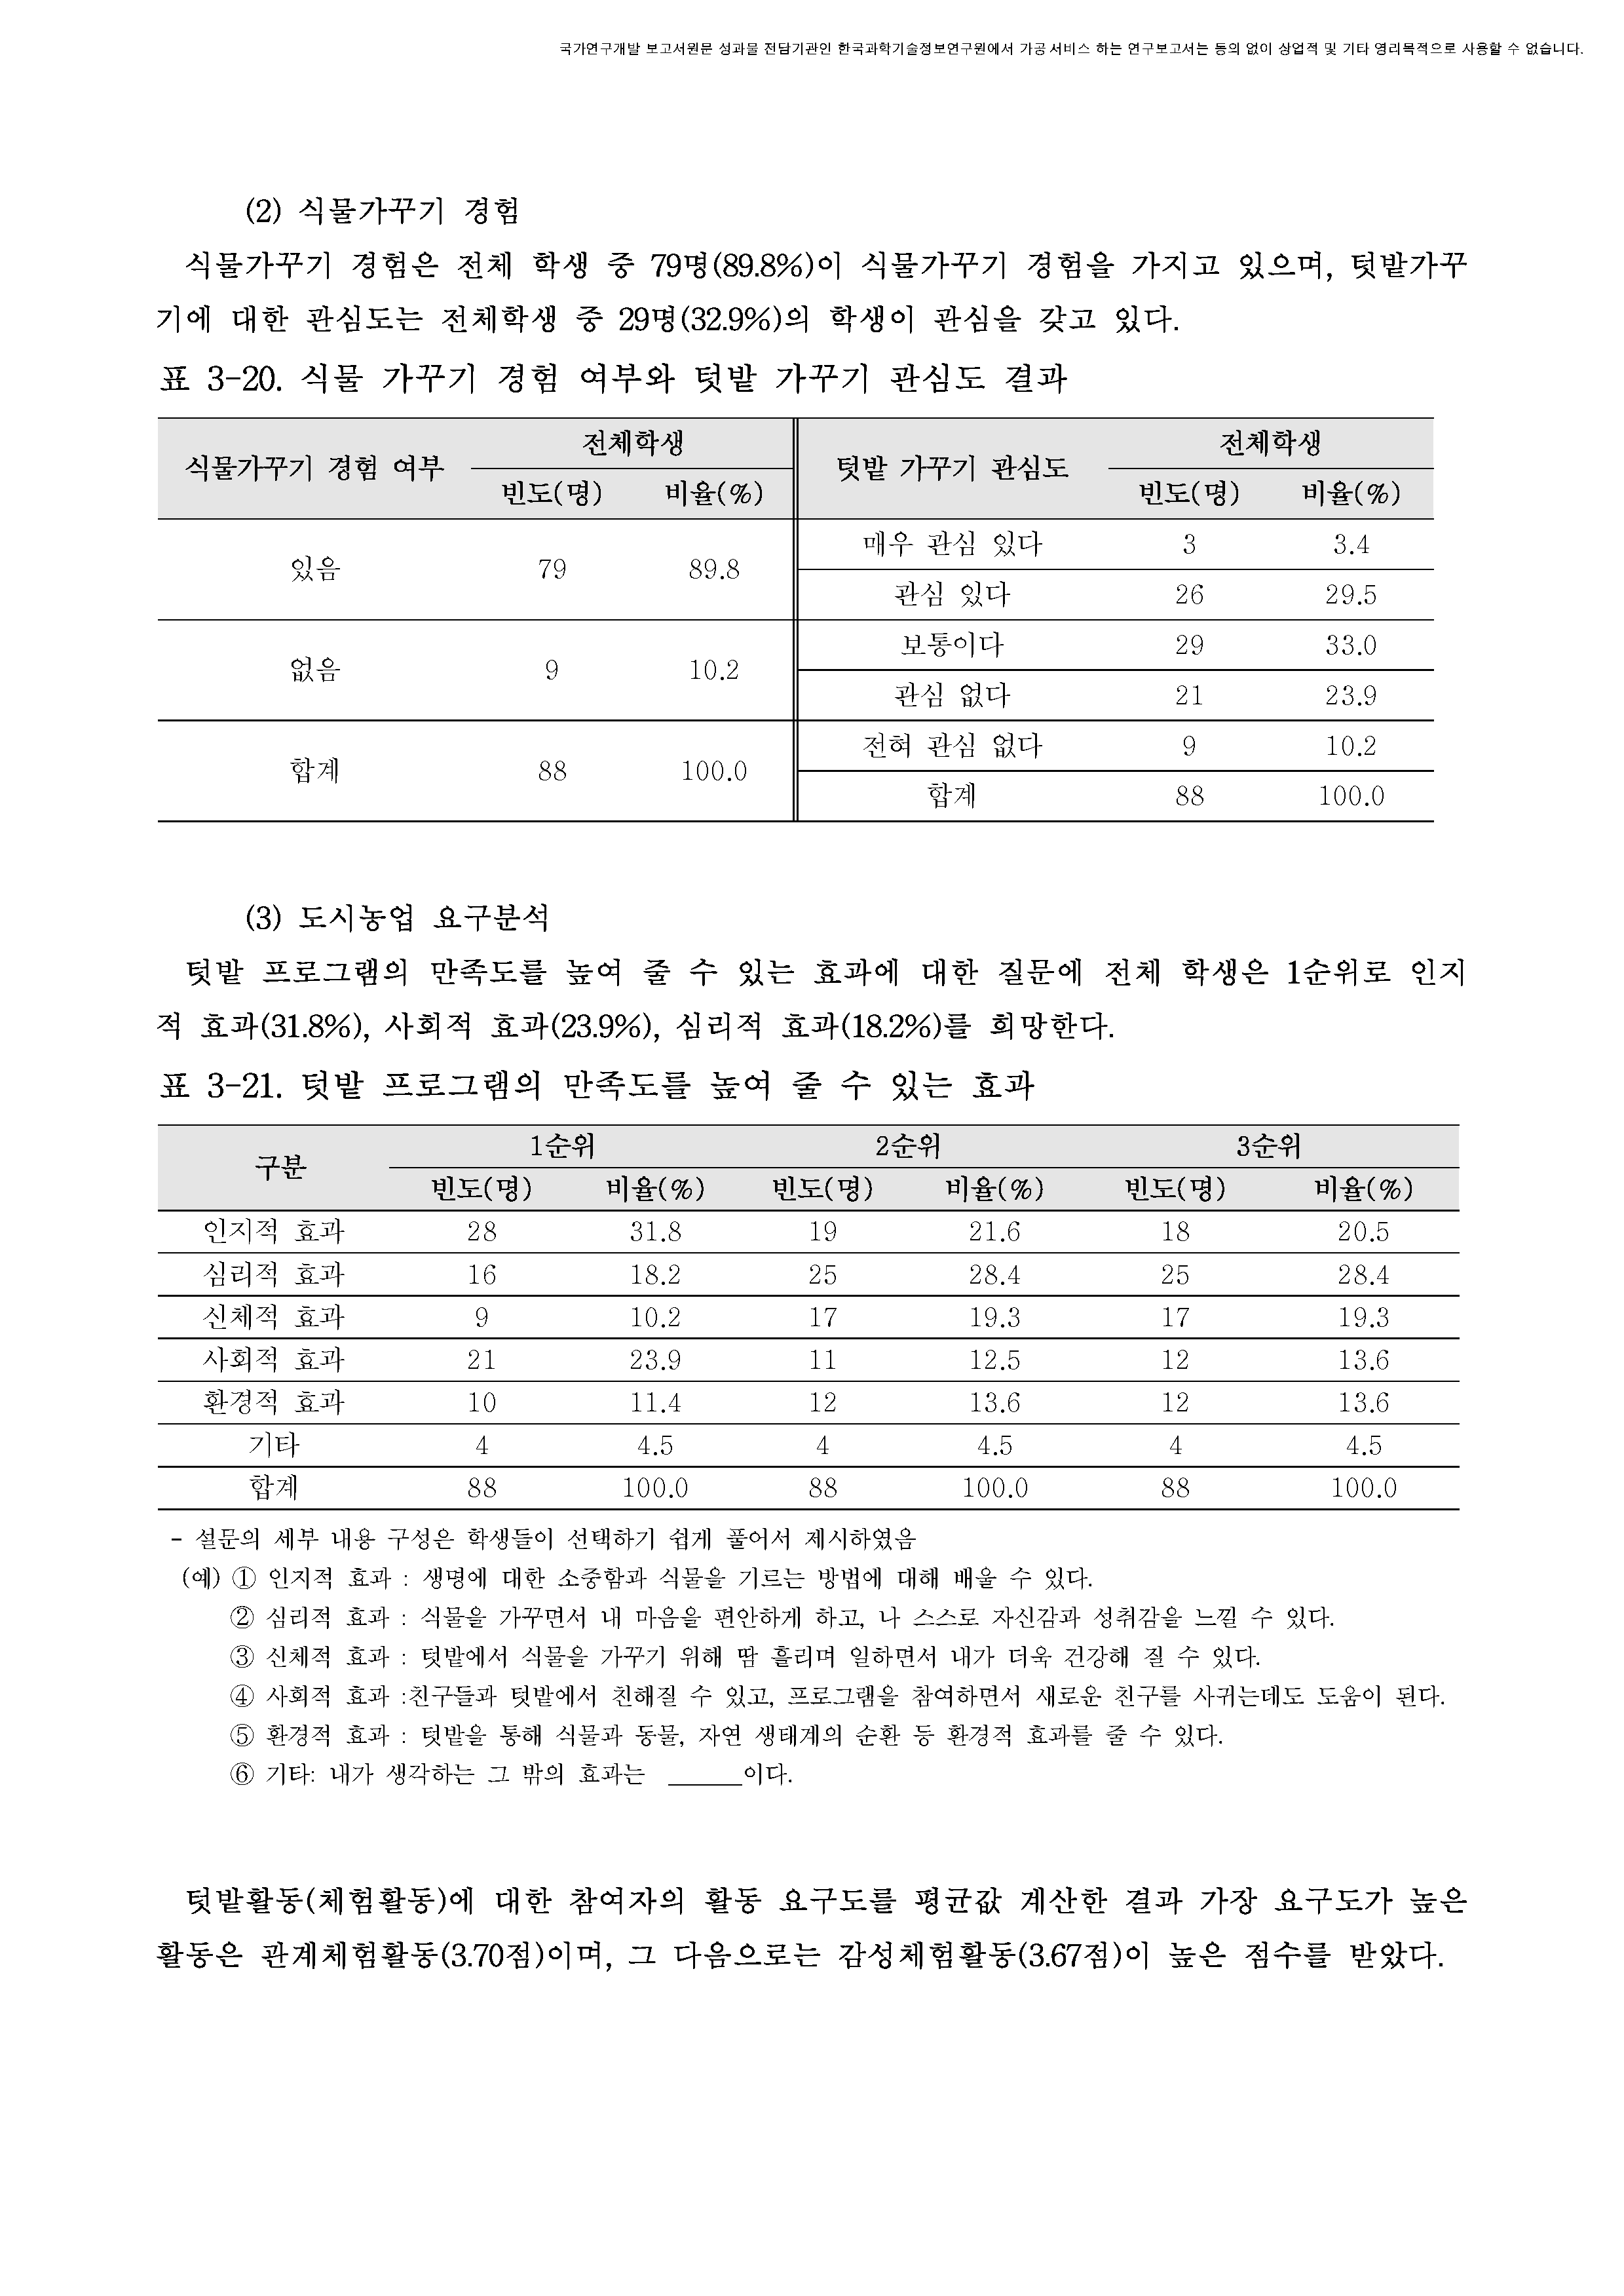 국가연구개발 보고서원문 성과물 전담기관인 한국과학기술정보연구원에서 가공·서비스 하는 연구보고서는 동의 없이 상업적 및 기타 영리목적으로 사용할 수 없습니다.
(2) 식물가꾸기 경험
식물가꾸기 경험은 전체 학생 중 79명(89.8%)이 식물가꾸기 경험을 가지고 있으며, 텃밭가꾸
기에 대한 관심도는 전체학생 중 29명(32.9%)의 학생이 관심을 갖고 있다.
표 3-20. 식물 가꾸기 경험 여부와 텃밭 가꾸기 관심도 결과
식물가꾸기 경험 여부 전체학생 텃밭 가꾸기 관심도 전체학생
빈도(명) 비율(%) 빈도(명) 비율(%)
있음 79 89.8 매우 관심 있다 3 3.4
관심 있다 26 29.5
없음 9 10.2 보통이다 29 33.0
관심 없다 21 23.9
합계 88 100.0 전혀 관심 없다 9 10.2
합계 88 100.0
(3) 도시농업 요구분석
텃밭 프로그램의 만족도를 높여 줄 수 있는 효과에 대한 질문에 전체 학생은 1순위로 인지
적 효과(31.8%), 사회적 효과(23.9%), 심리적 효과(18.2%)를 희망한다.
표 3-21. 텃밭 프로그램의 만족도를 높여 줄 수 있는 효과
구분 1순위 2순위 3순위
빈도(명) 비율(%) 빈도(명) 비율(%) 빈도(명) 비율(%)
인지적 효과 28 31.8 19 21.6 18 20.5
심리적 효과 16 18.2 25 28.4 25 28.4
신체적 효과 9 10.2 17 19.3 17 19.3
사회적 효과 21 23.9 11 12.5 12 13.6
환경적 효과 10 11.4 12 13.6 12 13.6
기타 4 4.5 4 4.5 4 4.5
합계 88 100.0 88 100.0 88 100.0
- 설문의 세부 내용 구성은 학생들이 선택하기 쉽게 풀어서 제시하였음
(예) ① 인지적 효과 : 생명에 대한 소중함과 식물을 기르는 방법에 대해 배울 수 있다.
② 심리적 효과 : 식물을 가꾸면서 내 마음을 편안하게 하고, 나 스스로 자신감과 성취감을 느낄 수 있다.
③ 신체적 효과 : 텃밭에서 식물을 가꾸기 위해 땀 흘리며 일하면서 내가 더욱 건강해 질 수 있다.
④ 사회적 효과 :친구들과 텃밭에서 친해질 수 있고, 프로그램을 참여하면서 새로운 친구를 사귀는데도 도움이 된다.
⑤ 환경적 효과 : 텃밭을 통해 식물과 동물, 자연 생태계의 순환 등 환경적 효과를 줄 수 있다.
⑥ 기타: 내가 생각하는 그 밖의 효과는 ______이다.
텃밭활동(체험활동)에 대한 참여자의 활동 요구도를 평균값 계산한 결과 가장 요구도가 높은
활동은 관계체험활동(3.70점)이며, 그 다음으로는 감성체험활동(3.67점)이 높은 점수를 받았다.